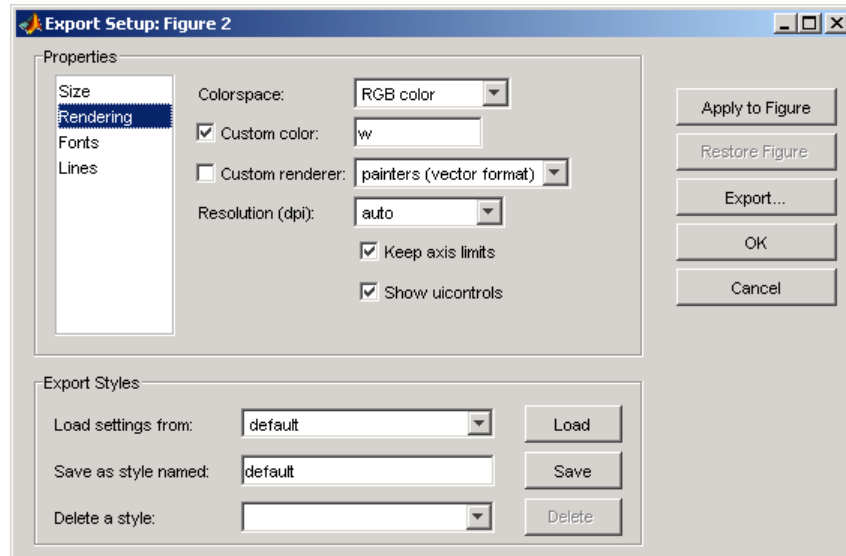 Export Setup: Figure 2
Properties
Size
Rendering
Fonts
Lines
Colorspace: RGB color
Custom color: w
Custom renderer: painters (vector format)
Resolution (dpi): auto
Keep axis limits
Show uicontrols
Apply to Figure
Restore Figure
Export...
OK
Cancel
Export Styles
Load settings from: default Load
Save as style named: default Save
Delete a style: Delete